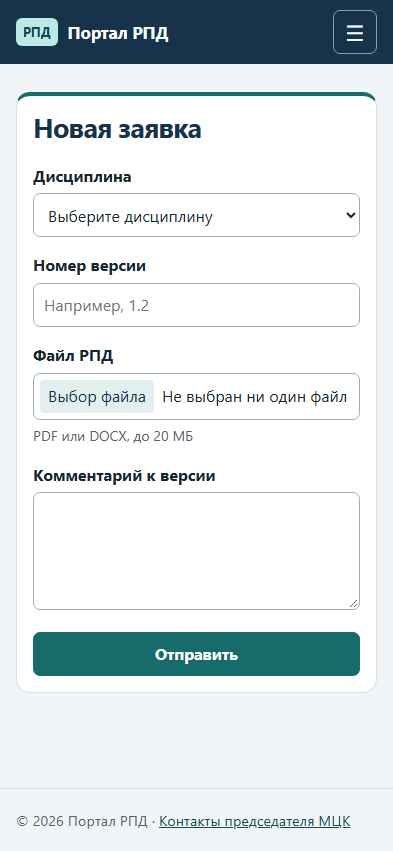 РПД Портал РПД
Новая заявка
Дисциплина
Выберите дисциплину
Номер версии
Например, 1.2
Файл РПД
Выбор файла Не выбран ни один файл
PDF или DOCX, до 20 МБ
Комментарий к версии
Отправить
© 2026 Портал РПД · Контакты председателя МЦК